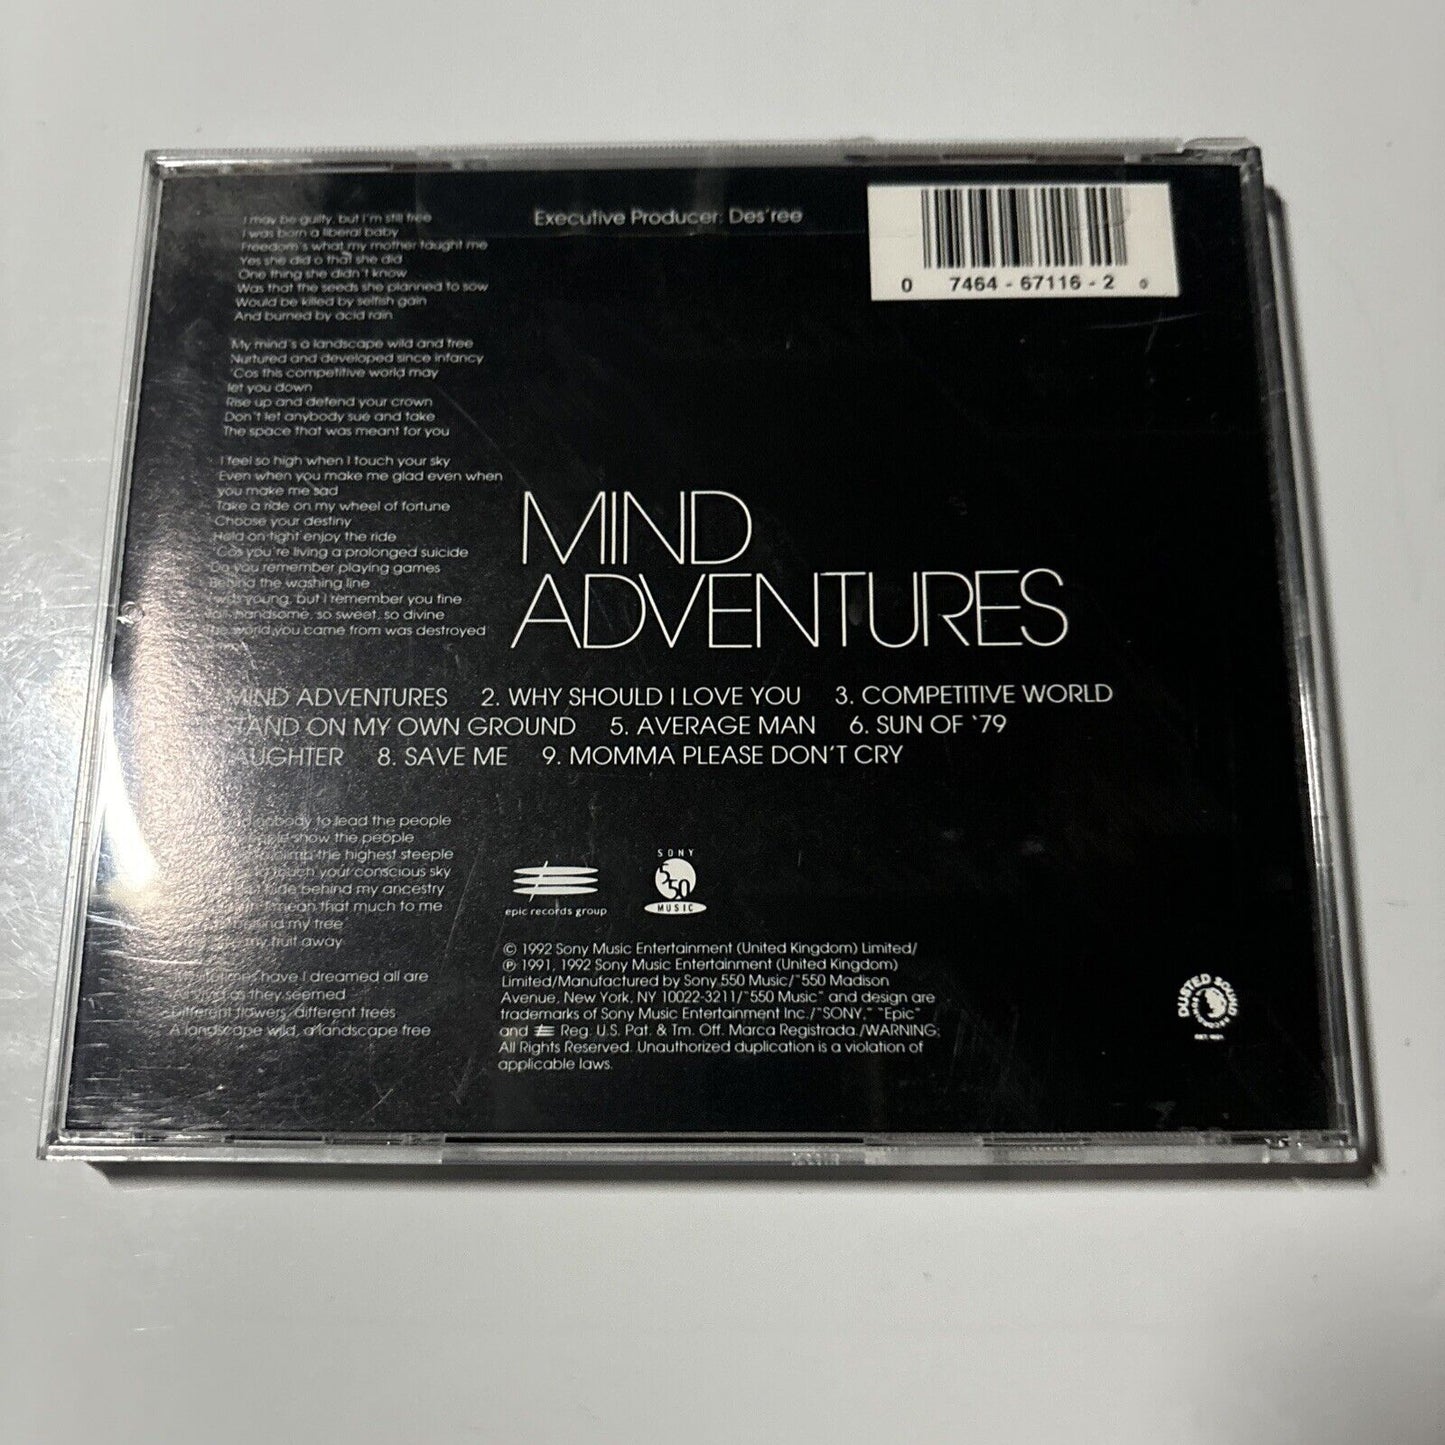 I may be guilty, but I'm still free
I was born a liberal baby
Freedom's what my mother taught me
Yes she did o that she did
One thing she didn't know
Was that the seeds she planned to sow
Would be killed by selfish gain
And burned by acid rain
My mind's a landscape wild and free
Nurtured and developed since infancy
'Cos this competitive world may
let you down
Rise up and defend your crown
Don't let anybody sue and take
The space that was meant for you
I feel so high when I touch your sky
Even when you make me glad even when
you make me sad
Take a ride on my wheel of fortune
Choose your destiny
Hold on tight enjoy the ride
'Cos you're living a prolonged suicide
Do you remember playing games
Behind the washing line
I was young, but I remember you fine
handsome, so sweet, so divine
The world you came from was destroyed
Executive Producer: Des'ree
0 7464 - 67116 - 2 0
MIND
ADVENTURES
MIND ADVENTURES 2. WHY SHOULD I LOVE YOU 3. COMPETITIVE WORLD
STAND ON MY OWN GROUND 5. AVERAGE MAN 6. SUN OF '79
AUGHTER 8. SAVE ME 9. MOMMA PLEASE DON'T CRY
nobody to lead the people
show the people
climb the highest steeple
touch your conscious sky
hide behind my ancestry
mean that much to me
behind my tree
my fruit away
times have I dreamed all are
as they seemed
Different flowers, different trees
A landscape wild, a landscape free
epic records group
SONY
550
MUSIC
© 1992 Sony Music Entertainment (United Kingdom) Limited/
℗ 1991, 1992 Sony Music Entertainment (United Kingdom)
Limited/Manufactured by Sony 550 Music/"550 Madison
Avenue, New York, NY 10022-3211/"550 Music" and design are
trademarks of Sony Music Entertainment Inc./"SONY," "Epic"
and Reg. U.S. Pat. & Tm. Off. Marca Registrada./WARNING:
All Rights Reserved. Unauthorized duplication is a violation of
applicable laws.
DUSTED SOUND